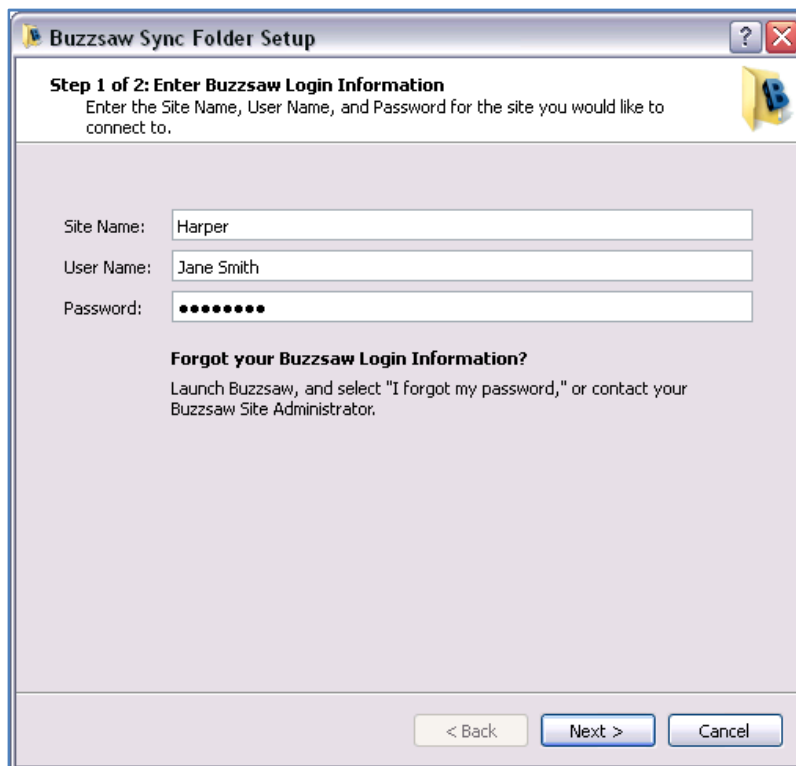 Buzzsaw Sync Folder Setup
Step 1 of 2: Enter Buzzsaw Login Information
Enter the Site Name, User Name, and Password for the site you would like to
connect to.
Site Name: Harper
User Name: Jane Smith
Password: ●●●●●●●●
Forgot your Buzzsaw Login Information?
Launch Buzzsaw, and select "I forgot my password," or contact your
Buzzsaw Site Administrator.
< Back Next > Cancel